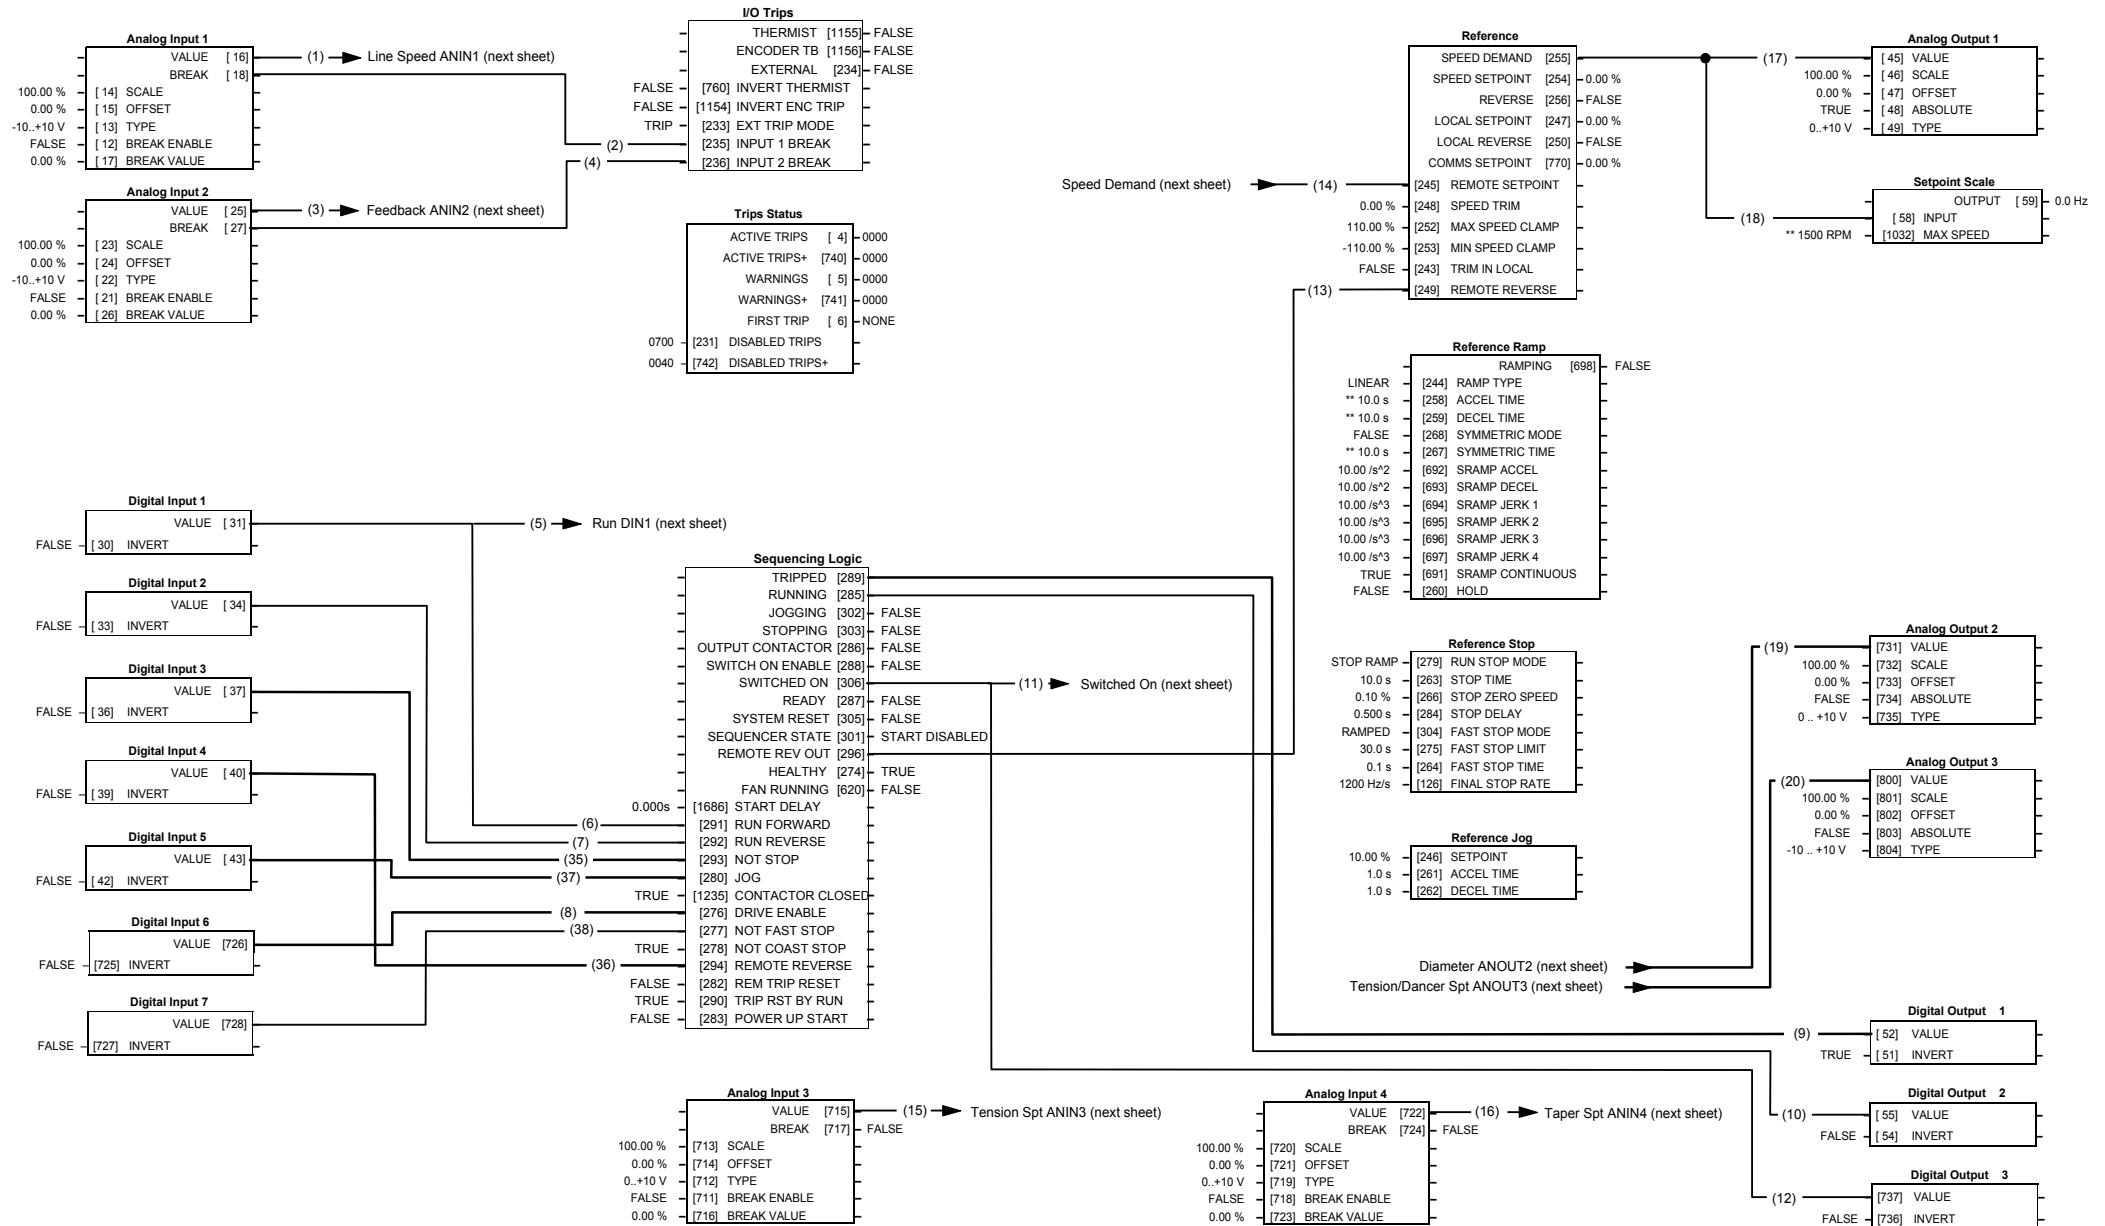 Analog Input 1
VALUE [ 16]
BREAK [ 18]
100.00 % [ 14] SCALE
0.00 % [ 15] OFFSET
-10..+10 V [ 13] TYPE
FALSE [ 12] BREAK ENABLE
0.00 % [ 17] BREAK VALUE
(1) Line Speed ANIN1 (next sheet)
(2)
Analog Input 2
VALUE [ 25]
BREAK [ 27]
100.00 % [ 23] SCALE
0.00 % [ 24] OFFSET
-10..+10 V [ 22] TYPE
FALSE [ 21] BREAK ENABLE
0.00 % [ 26] BREAK VALUE
(3) Feedback ANIN2 (next sheet)
(4)
I/O Trips
THERMIST [1155] FALSE
ENCODER TB [1156] FALSE
EXTERNAL [234] FALSE
FALSE [760] INVERT THERMIST
FALSE [1154] INVERT ENC TRIP
TRIP [233] EXT TRIP MODE
[235] INPUT 1 BREAK
[236] INPUT 2 BREAK
Trips Status
ACTIVE TRIPS [ 4] 0000
ACTIVE TRIPS+ [740] 0000
WARNINGS [ 5] 0000
WARNINGS+ [741] 0000
FIRST TRIP [ 6] NONE
0700 [231] DISABLED TRIPS
0040 [742] DISABLED TRIPS+
Reference
SPEED DEMAND [255]
SPEED SETPOINT [254] 0.00 %
REVERSE [256] FALSE
LOCAL SETPOINT [247] 0.00 %
LOCAL REVERSE [250] FALSE
COMMS SETPOINT [770] 0.00 %
Speed Demand (next sheet) (14) [245] REMOTE SETPOINT
0.00 % [248] SPEED TRIM
110.00 % [252] MAX SPEED CLAMP
-110.00 % [253] MIN SPEED CLAMP
FALSE [243] TRIM IN LOCAL
(13) [249] REMOTE REVERSE
Analog Output 1
(17) [ 45] VALUE
100.00 % [ 46] SCALE
0.00 % [ 47] OFFSET
TRUE [ 48] ABSOLUTE
0..+10 V [ 49] TYPE
Setpoint Scale
OUTPUT [ 59] 0.0 Hz
(18) [ 58] INPUT
** 1500 RPM [1032] MAX SPEED
Reference Ramp
RAMPING [698] FALSE
LINEAR [244] RAMP TYPE
** 10.0 s [258] ACCEL TIME
** 10.0 s [259] DECEL TIME
FALSE [268] SYMMETRIC MODE
** 10.0 s [267] SYMMETRIC TIME
10.00 /s^2 [692] SRAMP ACCEL
10.00 /s^2 [693] SRAMP DECEL
10.00 /s^3 [694] SRAMP JERK 1
10.00 /s^3 [695] SRAMP JERK 2
10.00 /s^3 [696] SRAMP JERK 3
10.00 /s^3 [697] SRAMP JERK 4
TRUE [691] SRAMP CONTINUOUS
FALSE [260] HOLD
Digital Input 1
VALUE [ 31]
FALSE [ 30] INVERT
(5) Run DIN1 (next sheet)
Digital Input 2
VALUE [ 34]
FALSE [ 33] INVERT
Digital Input 3
VALUE [ 37]
FALSE [ 36] INVERT
Digital Input 4
VALUE [ 40]
FALSE [ 39] INVERT
Digital Input 5
VALUE [ 43]
FALSE [ 42] INVERT
Digital Input 6
VALUE [726]
FALSE [725] INVERT
Digital Input 7
VALUE [728]
FALSE [727] INVERT
Sequencing Logic
TRIPPED [289]
RUNNING [285]
JOGGING [302] FALSE
STOPPING [303] FALSE
OUTPUT CONTACTOR [286] FALSE
SWITCH ON ENABLE [288] FALSE
SWITCHED ON [306] (11) Switched On (next sheet)
READY [287] FALSE
SYSTEM RESET [305] FALSE
SEQUENCER STATE [301] START DISABLED
REMOTE REV OUT [296]
HEALTHY [274] TRUE
FAN RUNNING [620] FALSE
0.000s [1686] START DELAY
(6) [291] RUN FORWARD
(7) [292] RUN REVERSE
(35) [293] NOT STOP
(37) [280] JOG
TRUE [1235] CONTACTOR CLOSED
(8) [276] DRIVE ENABLE
(38) [277] NOT FAST STOP
TRUE [278] NOT COAST STOP
(36) [294] REMOTE REVERSE
FALSE [282] REM TRIP RESET
TRUE [290] TRIP RST BY RUN
FALSE [283] POWER UP START
Reference Stop
STOP RAMP [279] RUN STOP MODE
10.0 s [263] STOP TIME
0.10 % [266] STOP ZERO SPEED
0.500 s [284] STOP DELAY
RAMPED [304] FAST STOP MODE
30.0 s [275] FAST STOP LIMIT
0.1 s [264] FAST STOP TIME
1200 Hz/s [126] FINAL STOP RATE
Reference Jog
10.00 % [246] SETPOINT
1.0 s [261] ACCEL TIME
1.0 s [262] DECEL TIME
Analog Output 2
(19) [731] VALUE
100.00 % [732] SCALE
0.00 % [733] OFFSET
FALSE [734] ABSOLUTE
0 .. +10 V [735] TYPE
Analog Output 3
(20) [800] VALUE
100.00 % [801] SCALE
0.00 % [802] OFFSET
FALSE [803] ABSOLUTE
-10 .. +10 V [804] TYPE
Diameter ANOUT2 (next sheet)
Tension/Dancer Spt ANOUT3 (next sheet)
Digital Output 1
(9) [ 52] VALUE
TRUE [ 51] INVERT
Digital Output 2
(10) [ 55] VALUE
FALSE [ 54] INVERT
Digital Output 3
(12) [737] VALUE
FALSE [736] INVERT
Analog Input 3
VALUE [715] (15) Tension Spt ANIN3 (next sheet)
BREAK [717] FALSE
100.00 % [713] SCALE
0.00 % [714] OFFSET
0..+10 V [712] TYPE
FALSE [711] BREAK ENABLE
0.00 % [716] BREAK VALUE
Analog Input 4
VALUE [722] (16) Taper Spt ANIN4 (next sheet)
BREAK [724] FALSE
100.00 % [720] SCALE
0.00 % [721] OFFSET
0..+10 V [719] TYPE
FALSE [718] BREAK ENABLE
0.00 % [723] BREAK VALUE